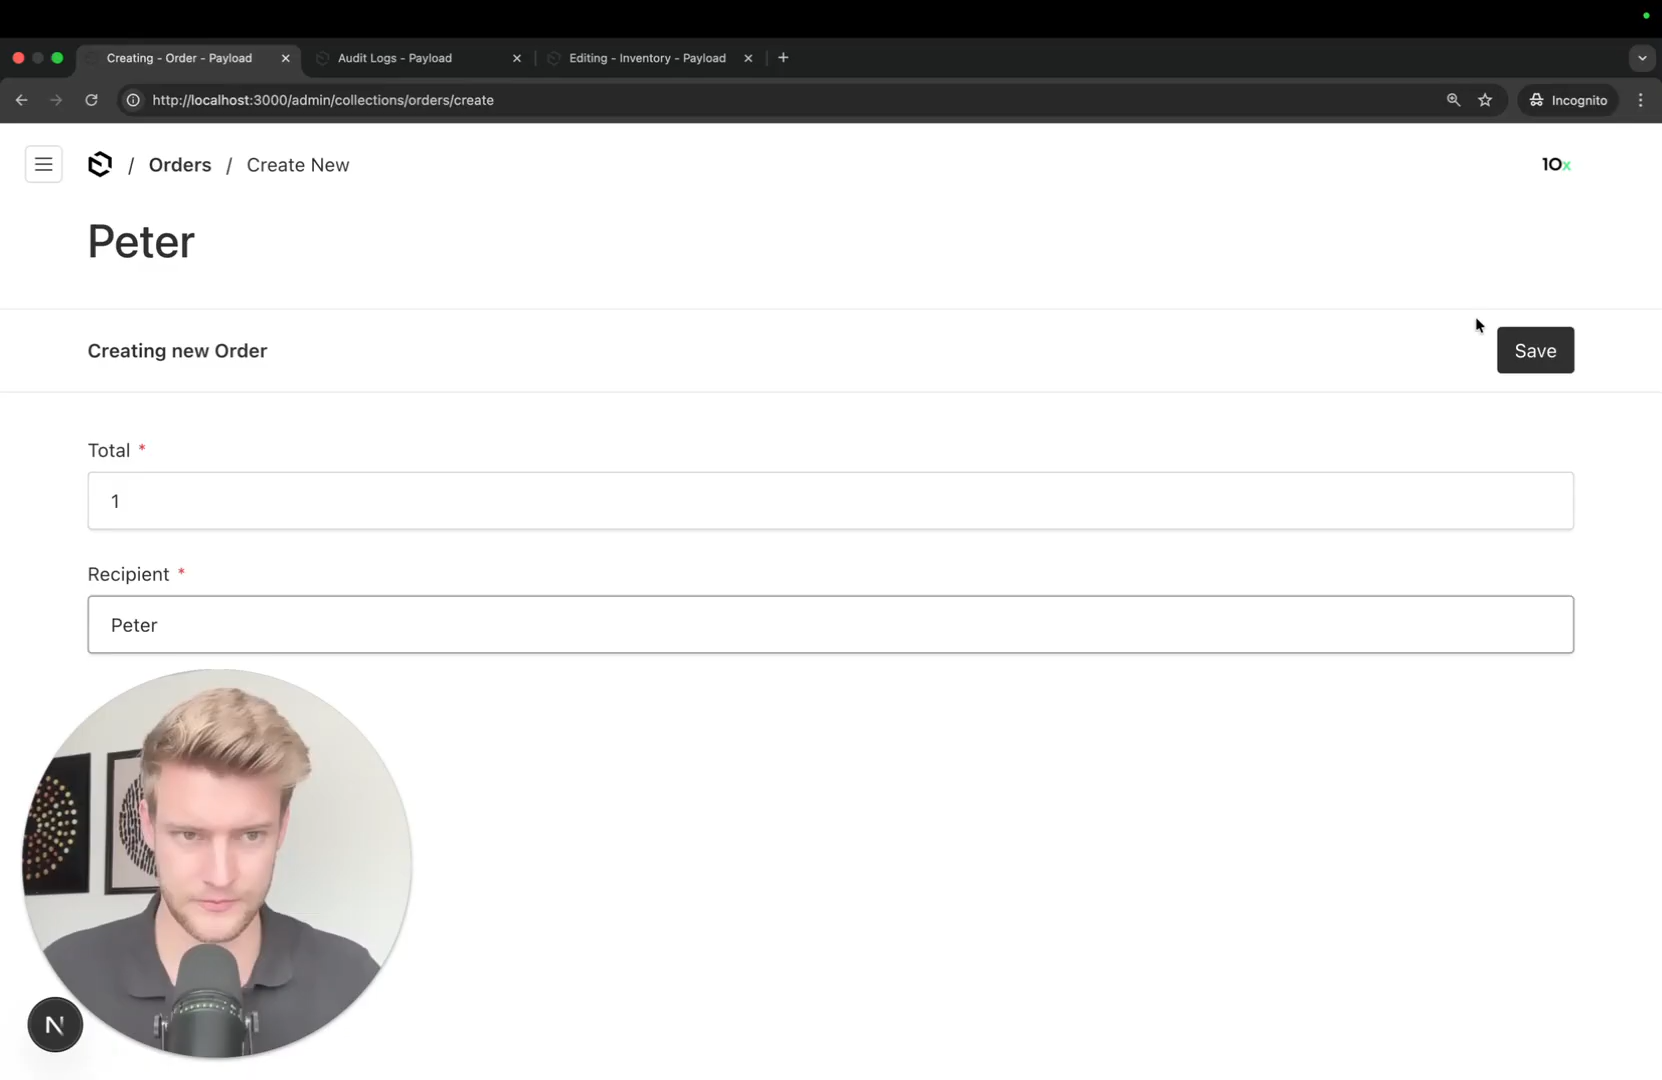 Creating - Order - Payload
Audit Logs - Payload
Editing - Inventory - Payload
http://localhost:3000/admin/collections/orders/create
Incognito
/ Orders / Create New
10x
Peter
Creating new Order
Save
Total *
1
Recipient *
Peter
N